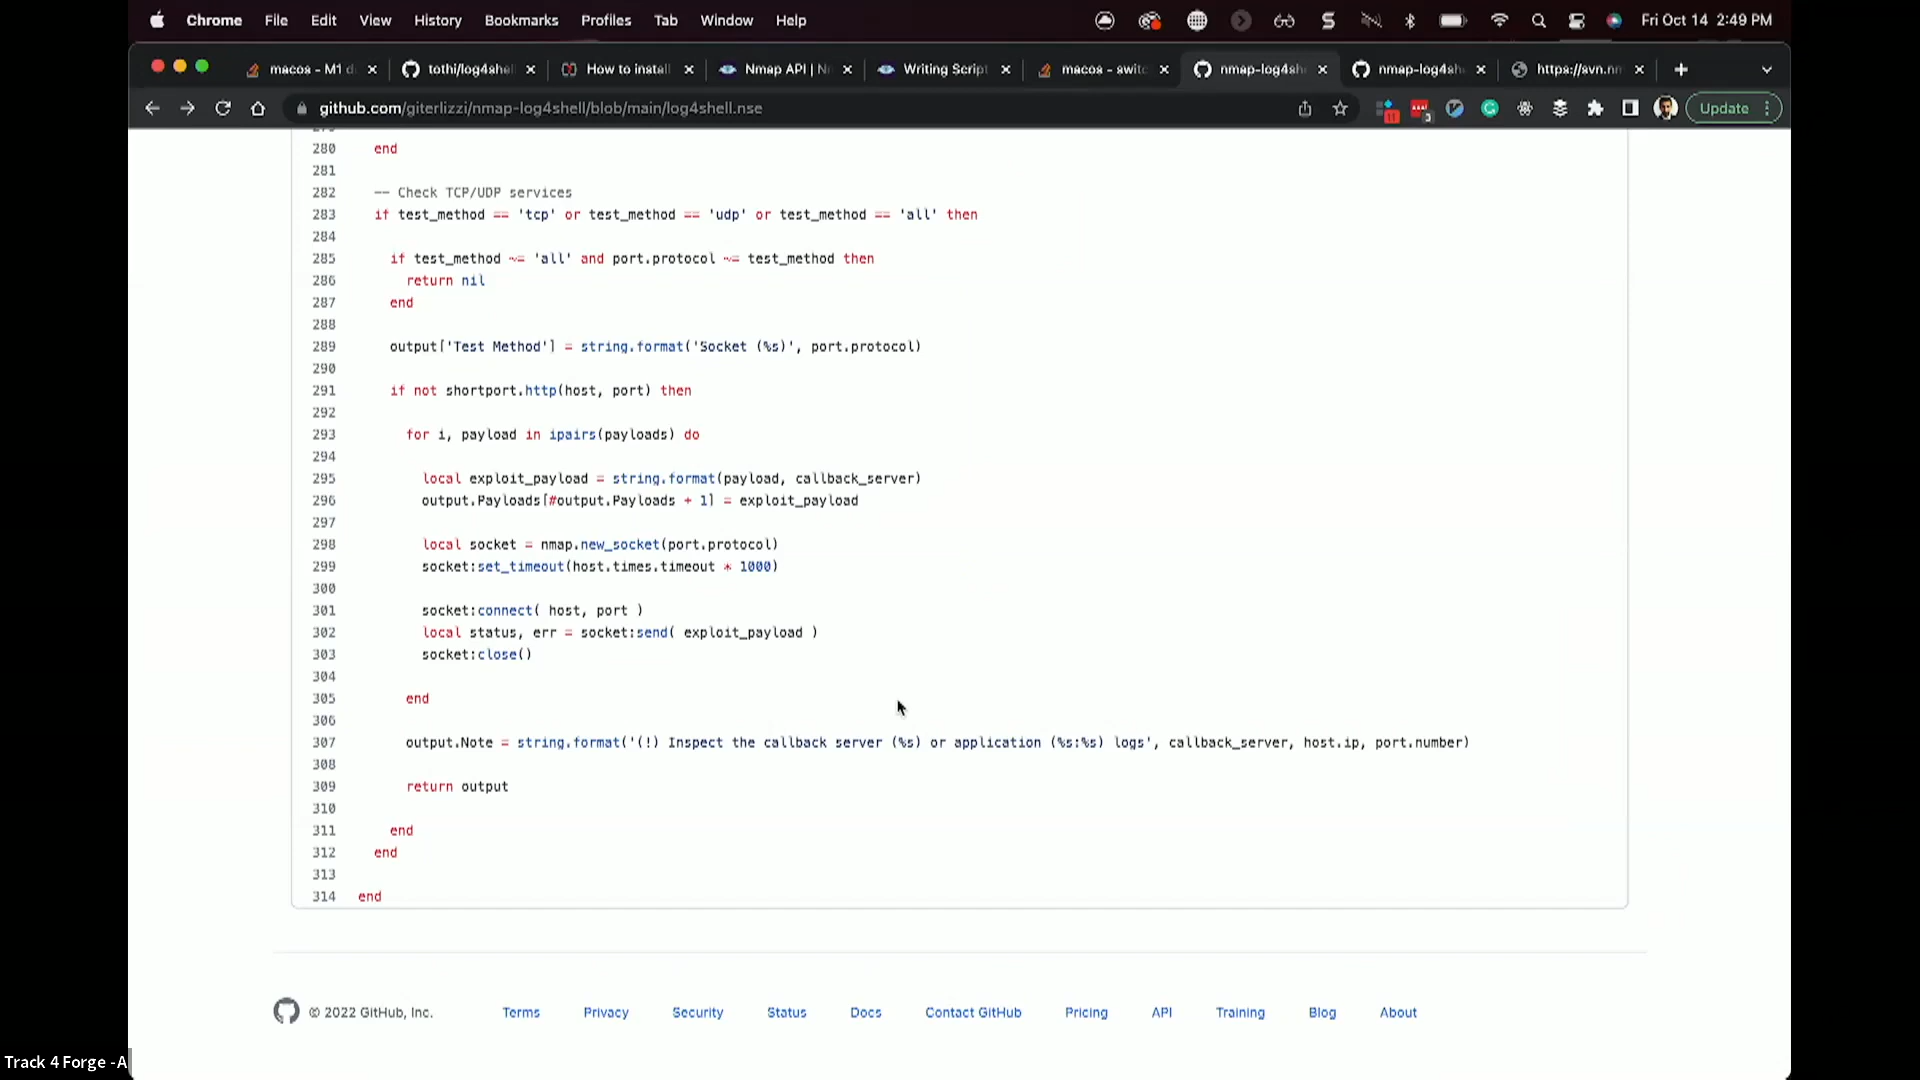 Chrome File Edit View History Bookmarks Profiles Tab Window Help Fri Oct 14 2:49 PM
macos - M1 d tothi/log4shell How to install Nmap API | N Writing Script macos - switc nmap-log4sh nmap-log4sh https://svn.nm
github.com/giterlizzi/nmap-log4shell/blob/main/log4shell.nse Update
280 end
281
282 -- Check TCP/UDP services
283 if test_method == 'tcp' or test_method == 'udp' or test_method == 'all' then
284
285 if test_method ~= 'all' and port.protocol ~= test_method then
286 return nil
287 end
288
289 output['Test Method'] = string.format('Socket (%s)', port.protocol)
290
291 if not shortport.http(host, port) then
292
293 for i, payload in ipairs(payloads) do
294
295 local exploit_payload = string.format(payload, callback_server)
296 output.Payloads[#output.Payloads + 1] = exploit_payload
297
298 local socket = nmap.new_socket(port.protocol)
299 socket:set_timeout(host.times.timeout * 1000)
300
301 socket:connect( host, port )
302 local status, err = socket:send( exploit_payload )
303 socket:close()
304
305 end
306
307 output.Note = string.format('(!) Inspect the callback server (%s) or application (%s:%s) logs', callback_server, host.ip, port.number)
308
309 return output
310
311 end
312 end
313
314 end
© 2022 GitHub, Inc. Terms Privacy Security Status Docs Contact GitHub Pricing API Training Blog About
Track 4 Forge -A